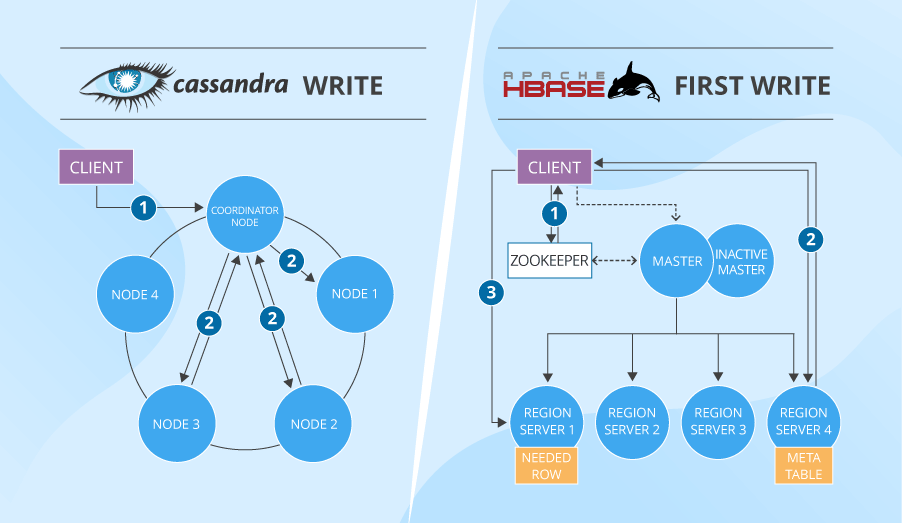 cassandra WRITE
CLIENT
1
COORDINATOR
NODE
2
NODE 4
NODE 1
2
2
NODE 3
NODE 2
APACHE
HBASE
FIRST WRITE
CLIENT
1
2
ZOOKEEPER
MASTER
INACTIVE
MASTER
3
REGION
SERVER 1
REGION
SERVER 2
REGION
SERVER 3
REGION
SERVER 4
NEEDED
ROW
META
TABLE